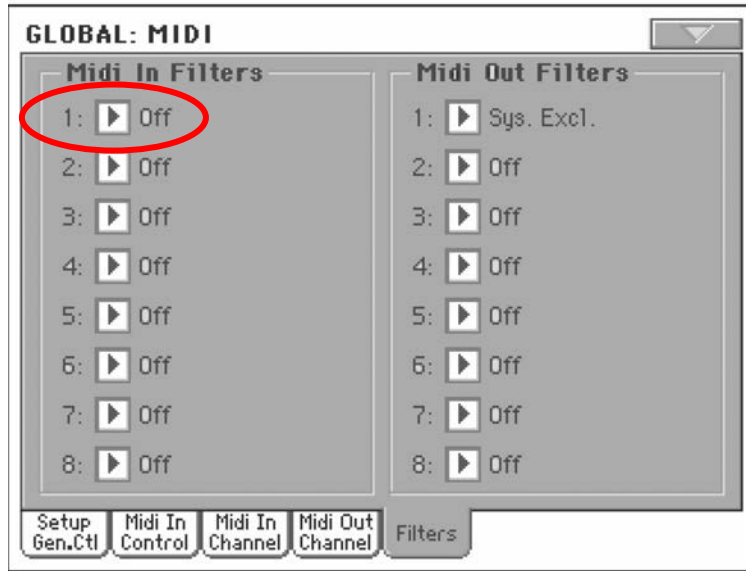 GLOBAL: MIDI
Midi In Filters
1: Off
2: Off
3: Off
4: Off
5: Off
6: Off
7: Off
8: Off
Midi Out Filters
1: Sys. Excl.
2: Off
3: Off
4: Off
5: Off
6: Off
7: Off
8: Off
Setup Gen.Ctl
Midi In Control
Midi In Channel
Midi Out Channel
Filters